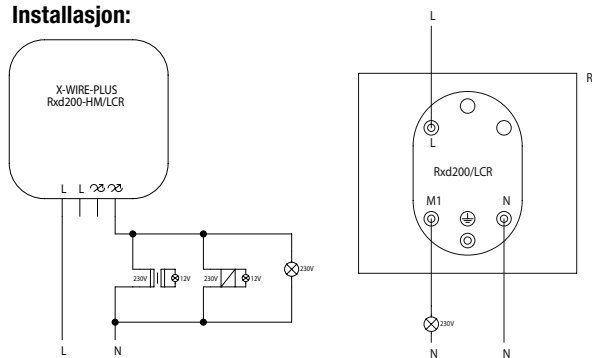 Installasjon:
X-WIRE-PLUS
Rxd200-HM/LCR
L L
230V 12V 230V 12V 230V
L N
L
R
L
Rxd200/LCR
M1 N
230V
N N